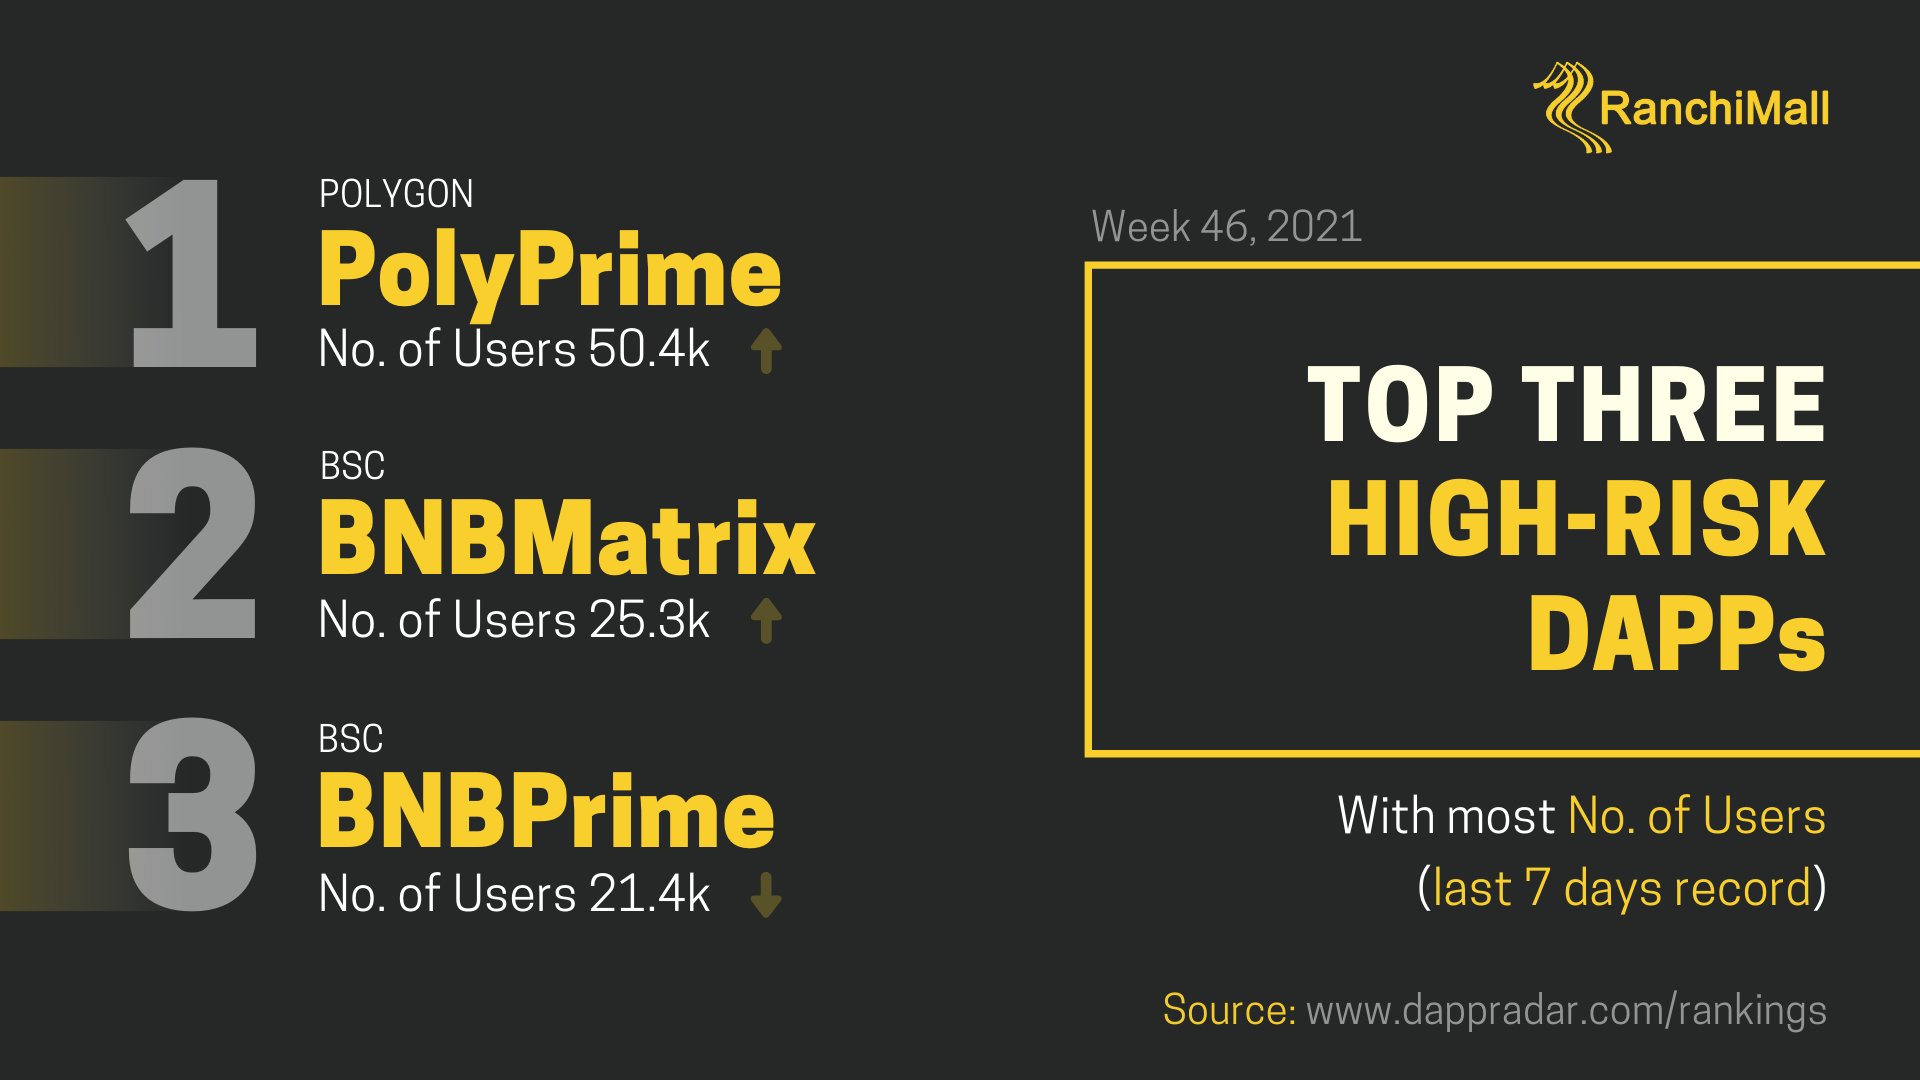 RanchiMall
1
POLYGON
PolyPrime
No. of Users 50.4k
2
BSC
BNBMatrix
No. of Users 25.3k
3
BSC
BNBPrime
No. of Users 21.4k
Week 46, 2021
TOP THREE
HIGH-RISK
DAPPs
With most No. of Users
(last 7 days record)
Source: www.dappradar.com/rankings